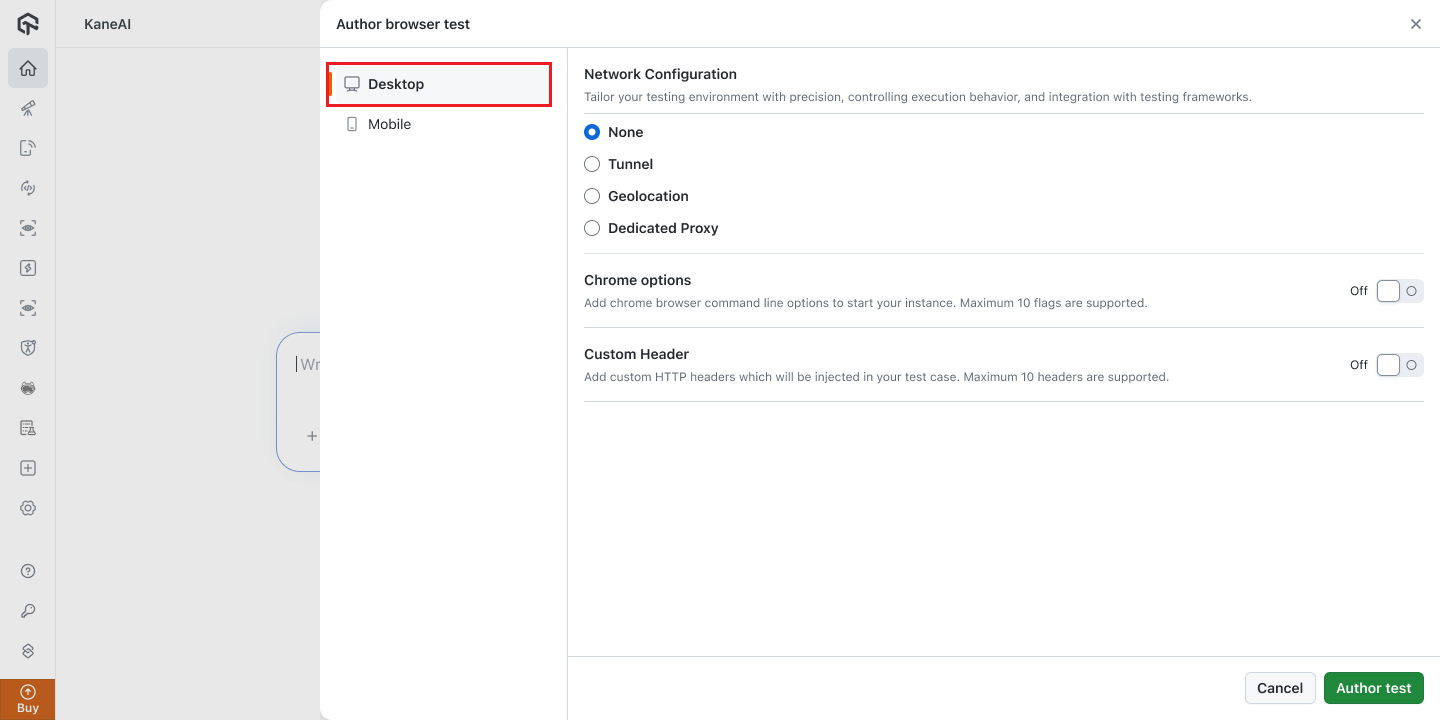 KaneAI
Author browser test
Desktop
Mobile
Network Configuration
Tailor your testing environment with precision, controlling execution behavior, and integration with testing frameworks.
None
Tunnel
Geolocation
Dedicated Proxy
Chrome options
Add chrome browser command line options to start your instance. Maximum 10 flags are supported.
Off
Custom Header
Add custom HTTP headers which will be injected in your test case. Maximum 10 headers are supported.
Off
Wr
Buy
Cancel
Author test